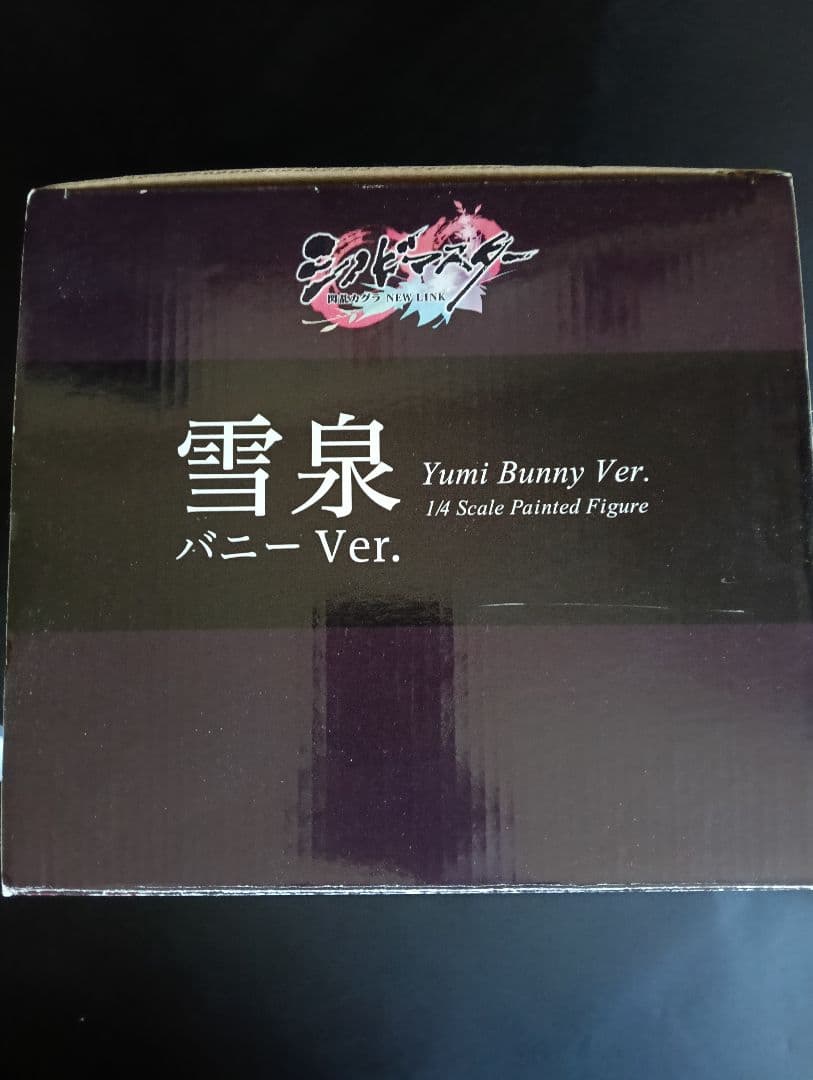 シノビマスター
閃乱カグラ NEW LINK
雪泉
バニー Ver.
Yumi Bunny Ver.
1/4 Scale Painted Figure